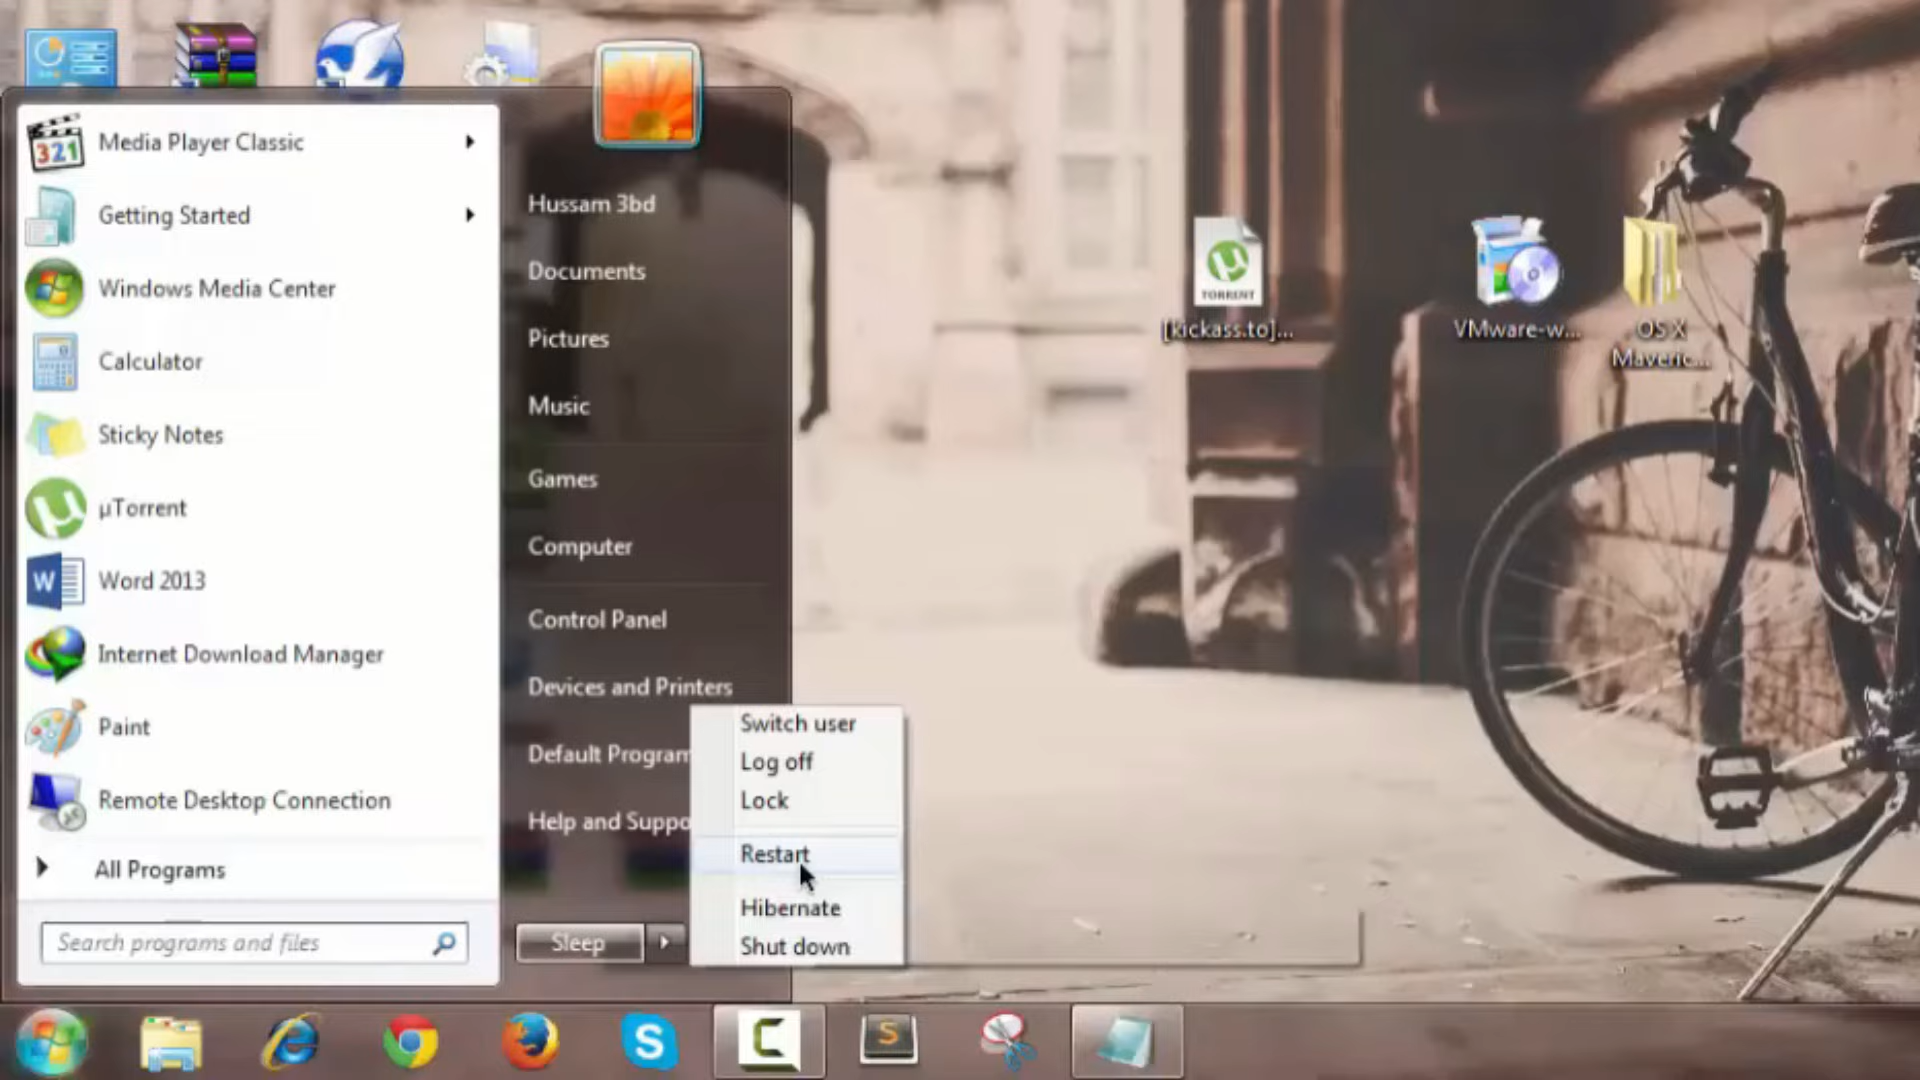 Media Player Classic
Getting Started
Windows Media Center
Calculator
Sticky Notes
µTorrent
Word 2013
Internet Download Manager
Paint
Remote Desktop Connection
All Programs
Search programs and files
Hussam 3bd
Documents
Pictures
Music
Games
Computer
Control Panel
Devices and Printers
Default Program
Help and Suppo
Sleep
Switch user
Log off
Lock
Restart
Hibernate
Shut down
TORRENT
[kickass.to]...
VMware-w...
OS X
Maveric...
321
W
S
S